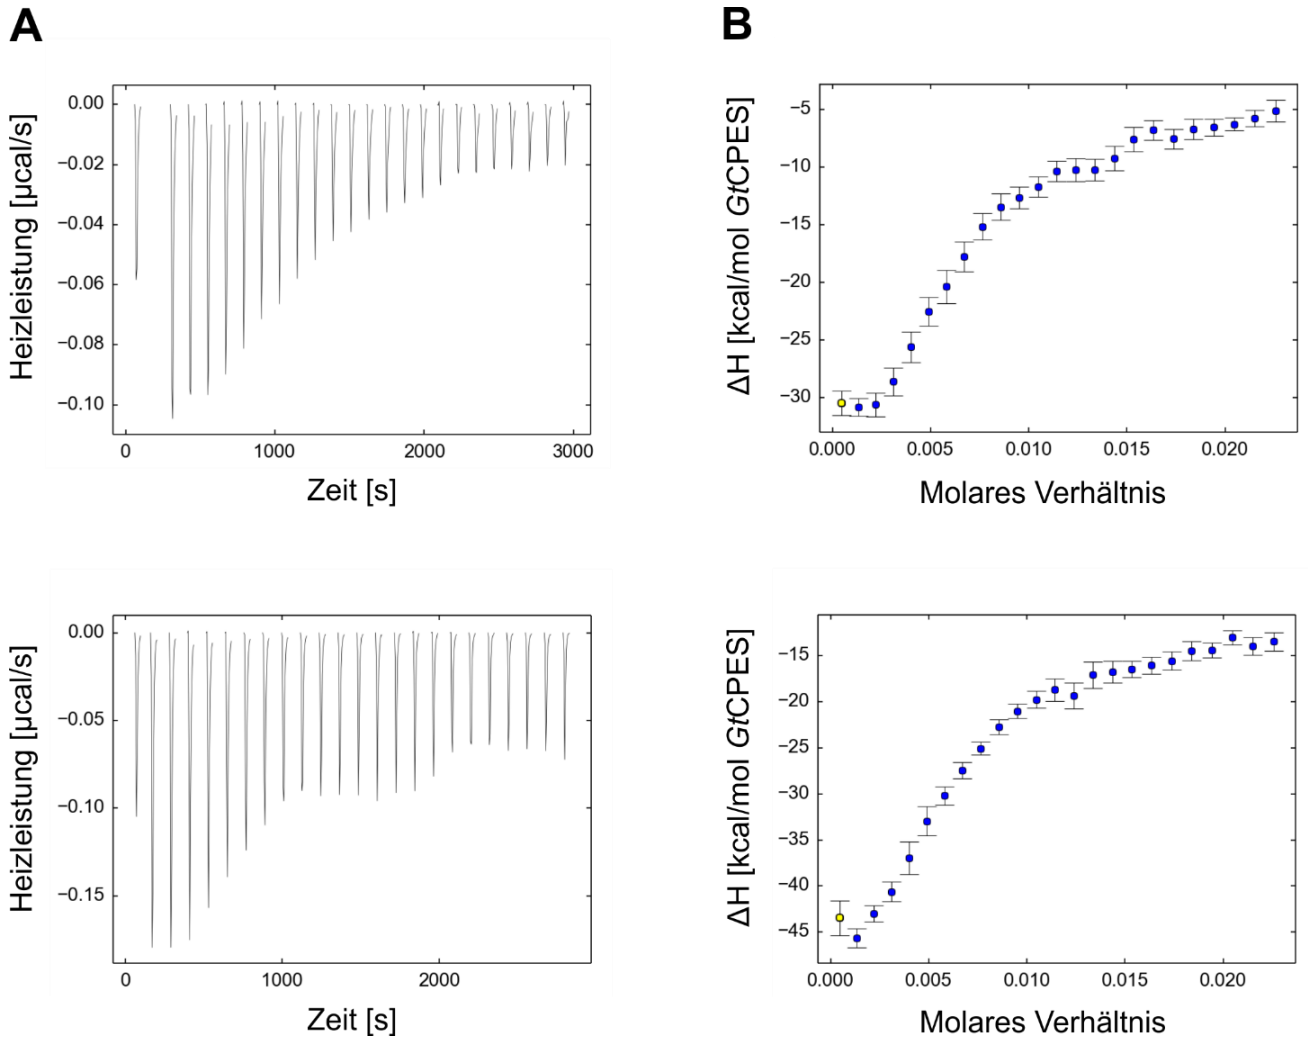 A
B
Heizleistung [µcal/s]
0.00
−0.02
−0.04
−0.06
−0.08
−0.10
0 1000 2000 3000
Zeit [s]
ΔH [kcal/mol GtCPES]
−5
−10
−15
−20
−25
−30
0.000 0.005 0.010 0.015 0.020
Molares Verhältnis
Heizleistung [µcal/s]
0.00
−0.05
−0.10
−0.15
0 1000 2000
Zeit [s]
ΔH [kcal/mol GtCPES]
−15
−20
−25
−30
−35
−40
−45
0.000 0.005 0.010 0.015 0.020
Molares Verhältnis